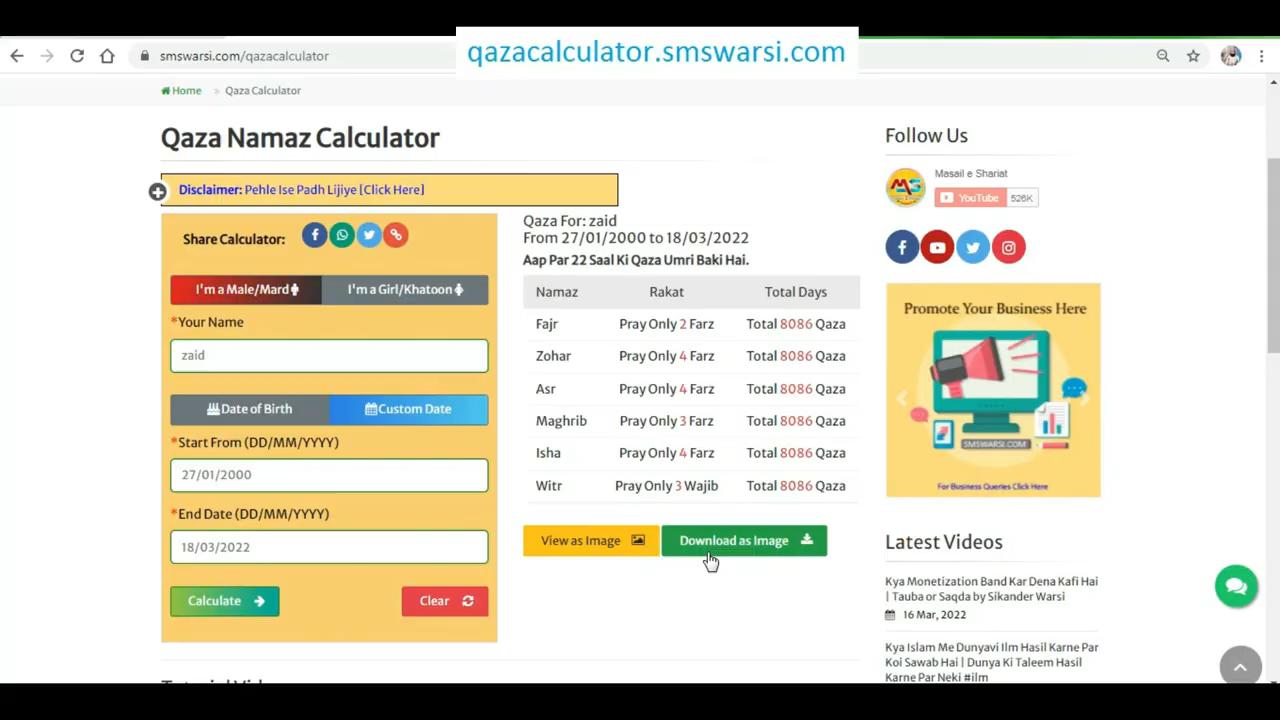 qazacalculator.smswarsi.com
smswarsi.com/qazacalculator
Home » Qaza Calculator
Qaza Namaz Calculator
Disclaimer: Pehle Ise Padh Lijiye [Click Here]
Share Calculator:
I'm a Male/Mard I'm a Girl/Khatoon
*Your Name
zaid
Date of Birth Custom Date
*Start From (DD/MM/YYYY)
27/01/2000
*End Date (DD/MM/YYYY)
18/03/2022
Calculate Clear
Qaza For: zaid
From 27/01/2000 to 18/03/2022
Aap Par 22 Saal Ki Qaza Umri Baki Hai.
Namaz Rakat Total Days
Fajr Pray Only 2 Farz Total 8086 Qaza
Zohar Pray Only 4 Farz Total 8086 Qaza
Asr Pray Only 4 Farz Total 8086 Qaza
Maghrib Pray Only 3 Farz Total 8086 Qaza
Isha Pray Only 4 Farz Total 8086 Qaza
Witr Pray Only 3 Wajib Total 8086 Qaza
View as Image Download as Image
Follow Us
Masail e Shariat
YouTube 526K
Promote Your Business Here
SMSWARSI.COM
For Business Queries Click Here
Latest Videos
Kya Monetization Band Kar Dena Kafi Hai
| Tauba or Saqda by Sikander Warsi
16 Mar, 2022
Kya Islam Me Dunyavi Ilm Hasil Karne Par
Koi Sawab Hai | Dunya Ki Taleem Hasil
Karne Par Neki #ilm